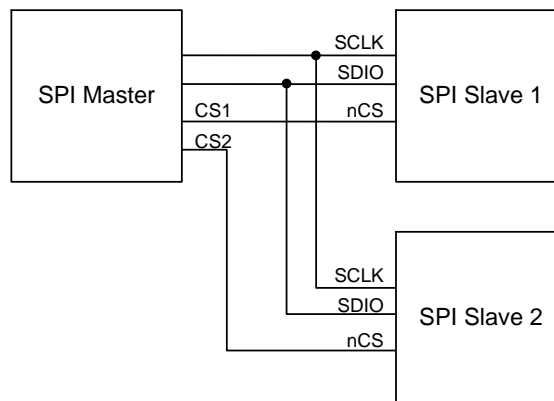 SCLK
SDIO
SPI Master
SPI Slave 1
CS1
nCS
CS2
SCLK
SDIO
SPI Slave 2
nCS